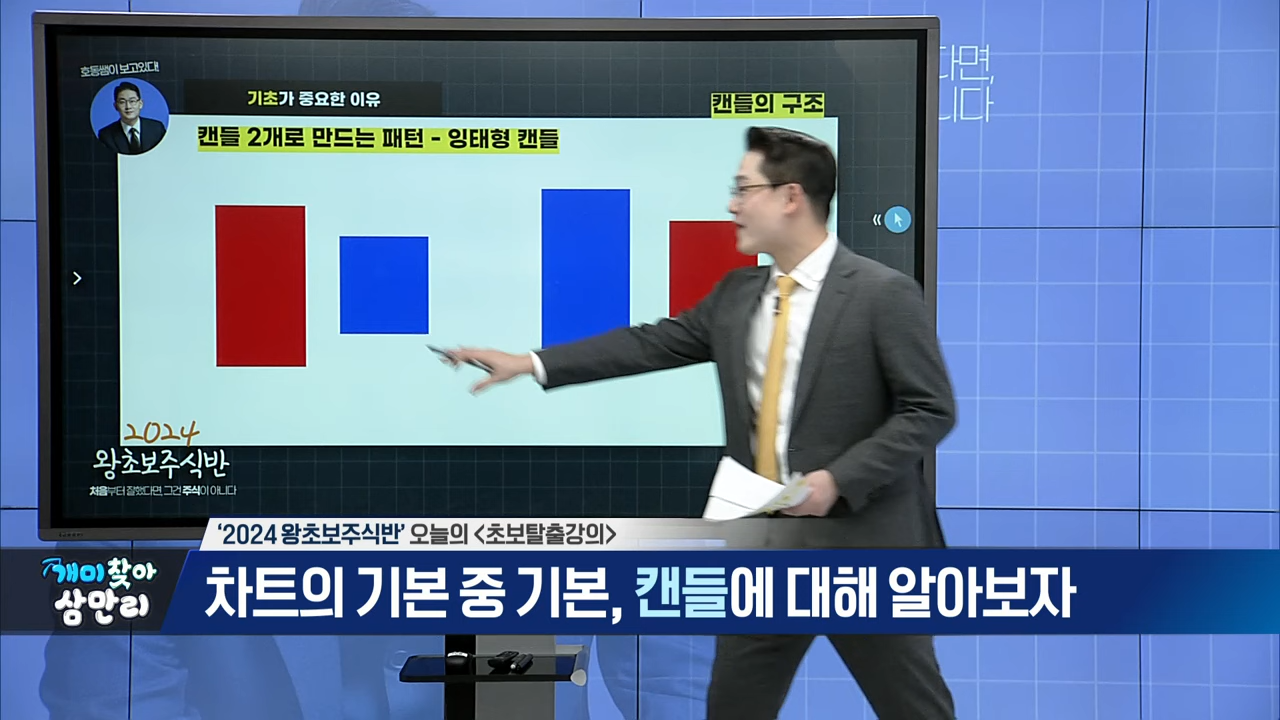 호동쌤이 보고있다!
기초가 중요한 이유
캔들의 구조
캔들 2개로 만드는 패턴 - 잉태형 캔들
다면,
니다
2024
왕초보주식반
처음부터 잘했다면, 그건 주식이 아니다
'2024 왕초보주식반' 오늘의 <초보탈출강의>
개미찾아
삼만리
차트의 기본 중 기본, 캔들에 대해 알아보자